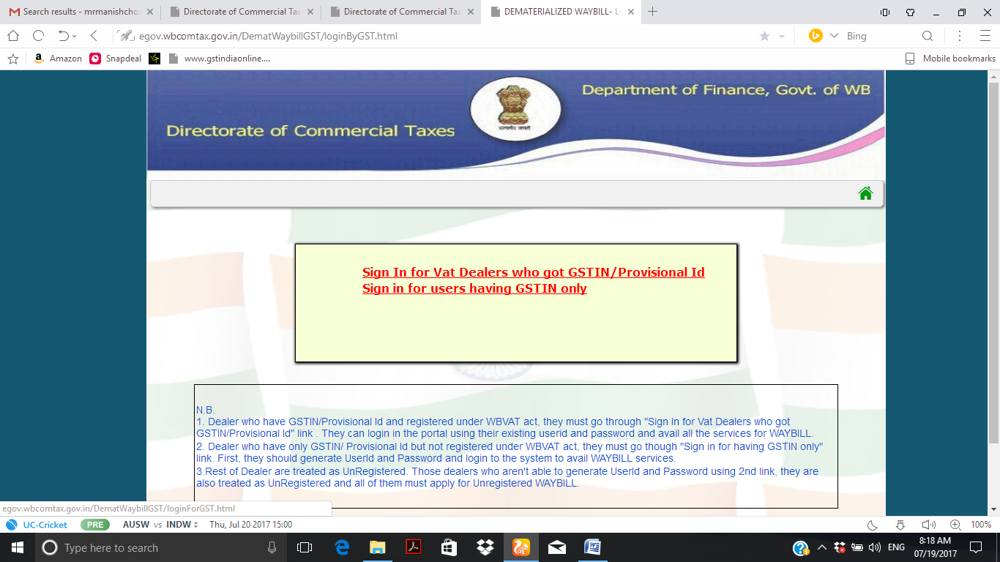 Search results - mrmanishcho
Directorate of Commercial Tax
Directorate of Commercial Ta
DEMATERIALIZED WAYBILL- L
egov.wbcomtax.gov.in/DematWaybillGST/loginByGST.html
Bing
Amazon
Snapdeal
www.gstindiaonline....
Mobile bookmarks
Department of Finance, Govt. of WB
Directorate of Commercial Taxes
सत्यमेव जयते
Sign In for Vat Dealers who got GSTIN/Provisional Id
Sign in for users having GSTIN only
N.B.
1. Dealer who have GSTIN/Provisional Id and registered under WBVAT act, they must go through "Sign In for Vat Dealers who got
GSTIN/Provisional Id" link . They can login in the portal using their existing userid and password and avail all the services for WAYBILL.
2. Dealer who have only GSTIN/ Provisional Id but not registered under WBVAT act, they must go though "Sign in for having GSTIN only"
link. First, they should generate UserId and Password and login to the system to avail WAYBILL services.
3.Rest of Dealer are treated as UnRegistered. Those dealers who aren't able to generate UserId and Password using 2nd link, they are
also treated as UnRegistered and all of them must apply for Unregistered WAYBILL.
egov.wbcomtax.gov.in/DematWaybillGST/loginForGST.html
UC-Cricket PRE AUSW vs INDW Thu, Jul 20 2017 15:00
100%
Type here to search
ENG
8:18 AM
07/19/2017